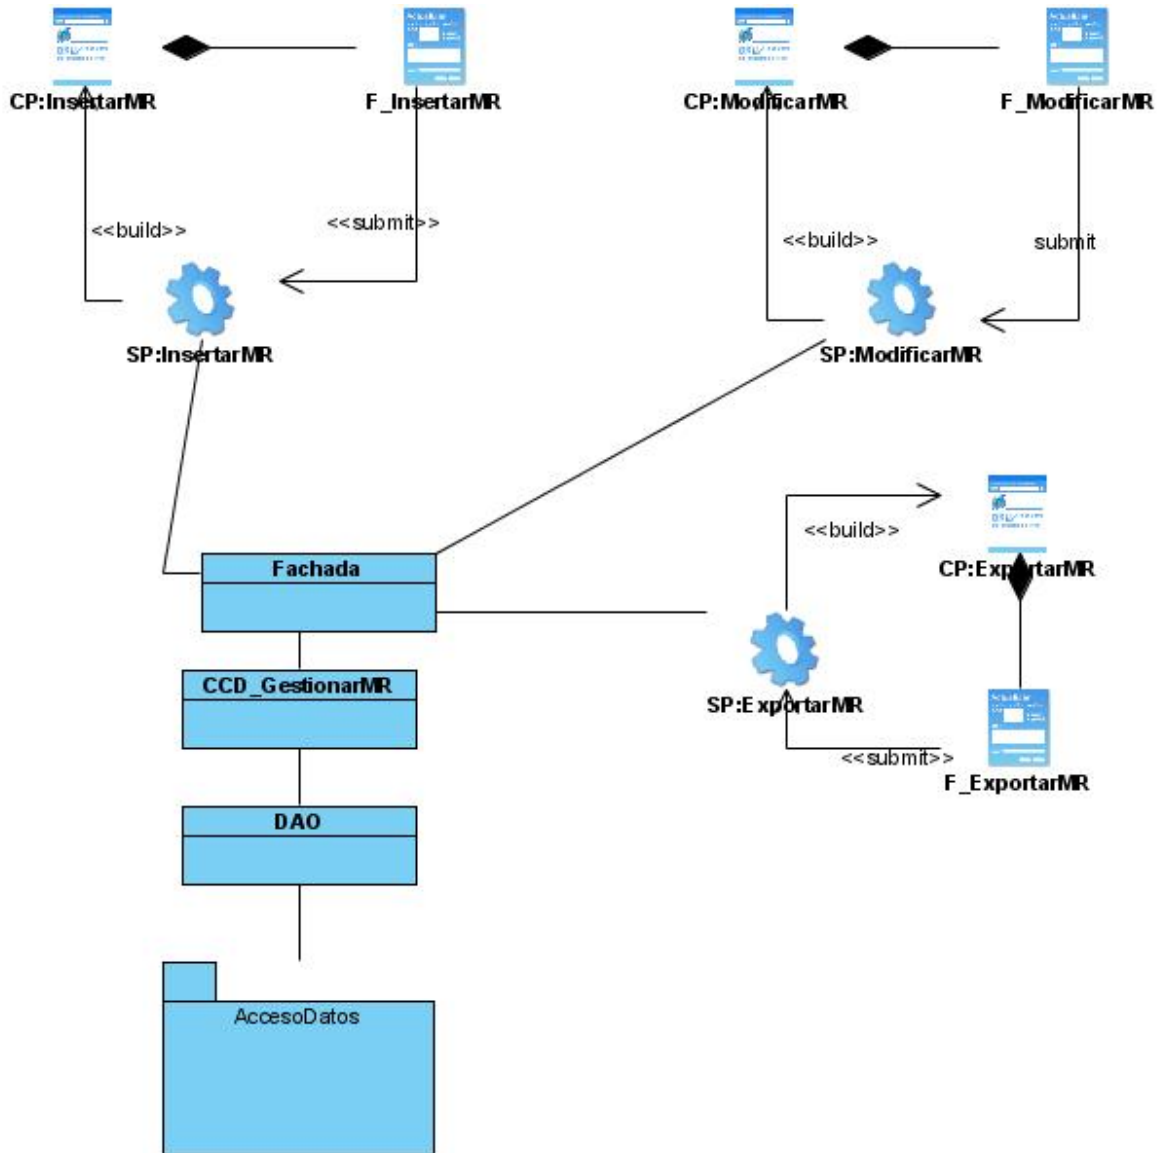 CP:InsertarMR
F_InsertarMR
CP:ModificarMR
F_ModificarMR
<<build>>
<<submit>>
<<build>>
submit
SP:InsertarMR
SP:ModificarMR
<<build>>
Fachada
CP:ExportarMR
CCD_GestionarMR
SP:ExportarMR
<<submit>>
F_ExportarMR
DAO
AccesoDatos